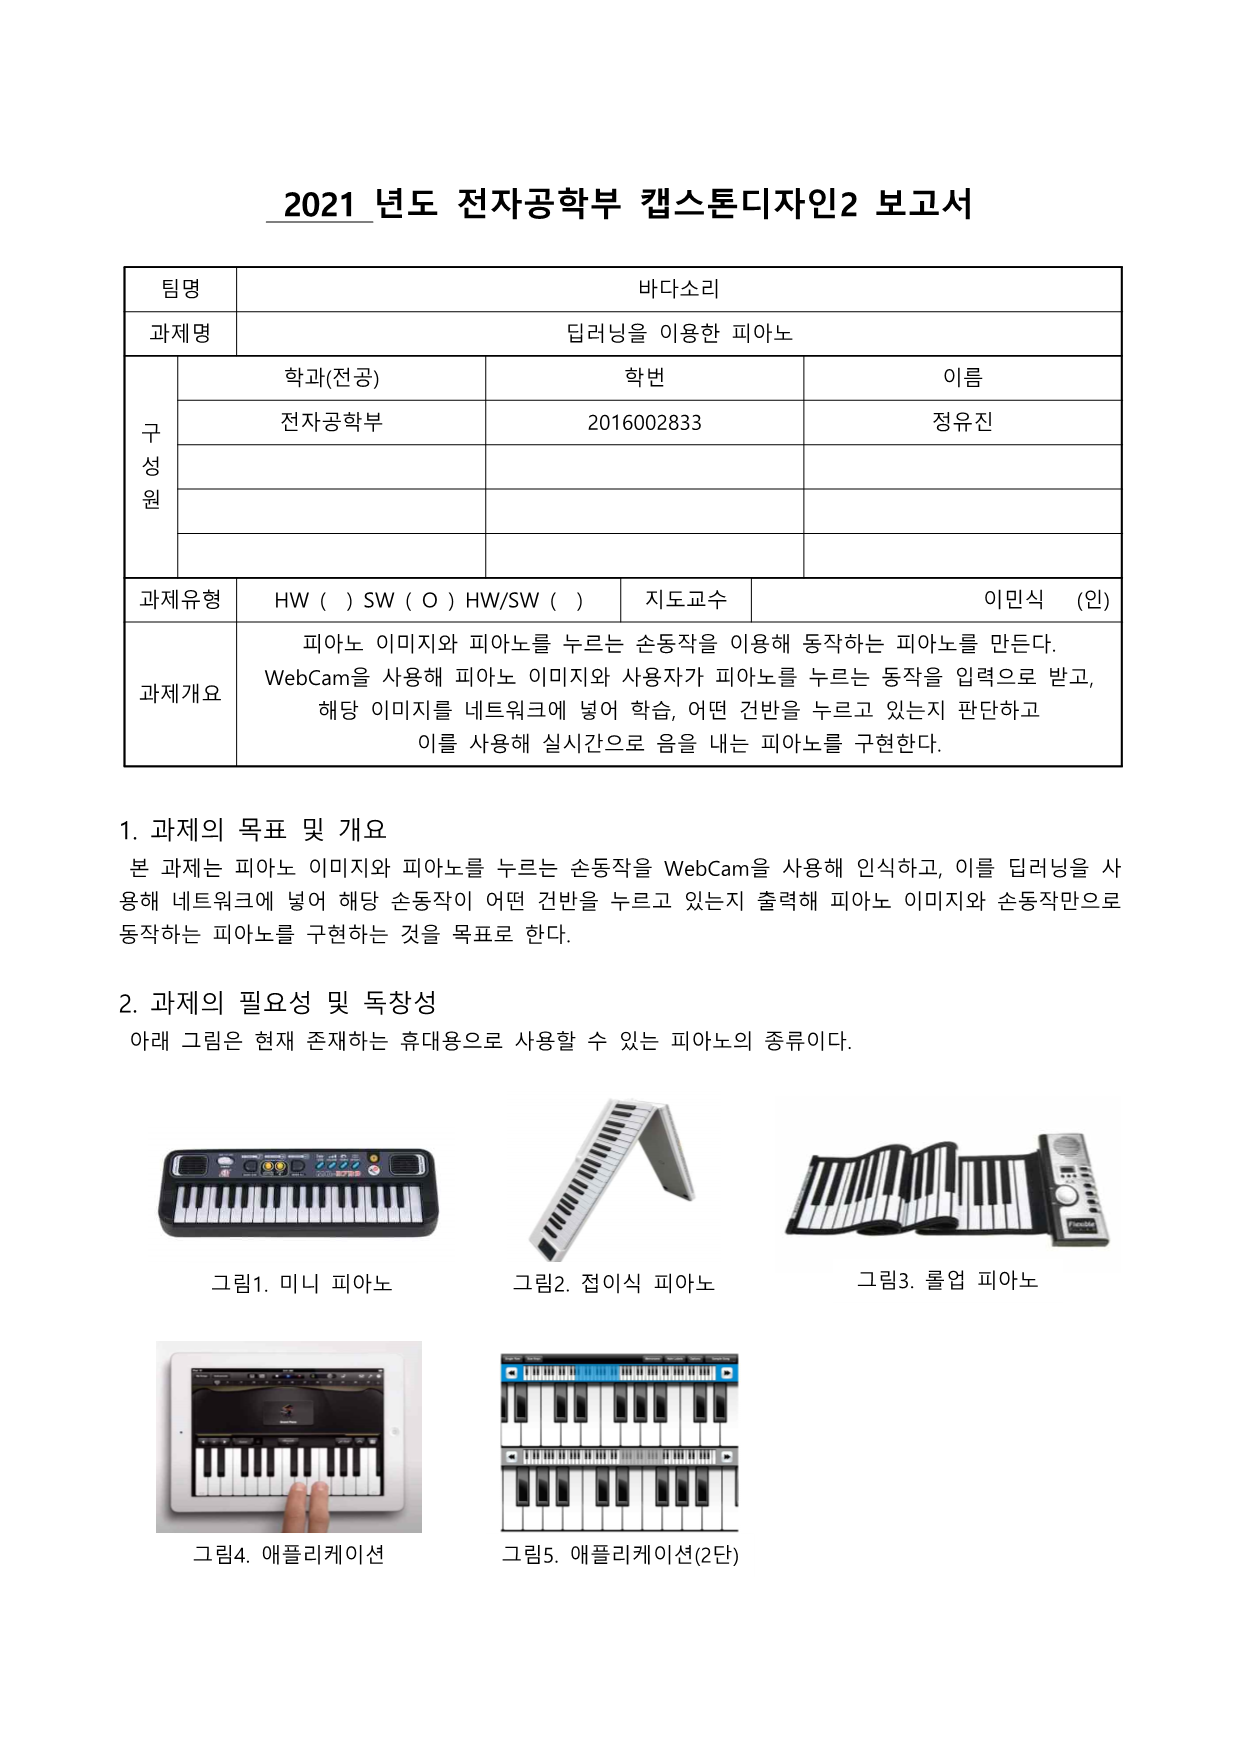 2021 년도 전자공학부 캡스톤디자인2 보고서
팀명 바다소리
과제명 딥러닝을 이용한 피아노
구성원 학과(전공) 학번 이름
전자공학부 2016002833 정유진
과제유형 HW ( ) SW ( O ) HW/SW ( ) 지도교수 이민식 (인)
과제개요 피아노 이미지와 피아노를 누르는 손동작을 이용해 동작하는 피아노를 만든다.
WebCam을 사용해 피아노 이미지와 사용자가 피아노를 누르는 동작을 입력으로 받고,
해당 이미지를 네트워크에 넣어 학습, 어떤 건반을 누르고 있는지 판단하고
이를 사용해 실시간으로 음을 내는 피아노를 구현한다.
1. 과제의 목표 및 개요
본 과제는 피아노 이미지와 피아노를 누르는 손동작을 WebCam을 사용해 인식하고, 이를 딥러닝을 사
용해 네트워크에 넣어 해당 손동작이 어떤 건반을 누르고 있는지 출력해 피아노 이미지와 손동작만으로
동작하는 피아노를 구현하는 것을 목표로 한다.
2. 과제의 필요성 및 독창성
아래 그림은 현재 존재하는 휴대용으로 사용할 수 있는 피아노의 종류이다.
Flexible
그림1. 미니 피아노
그림2. 접이식 피아노
그림3. 롤업 피아노
그림4. 애플리케이션
그림5. 애플리케이션(2단)